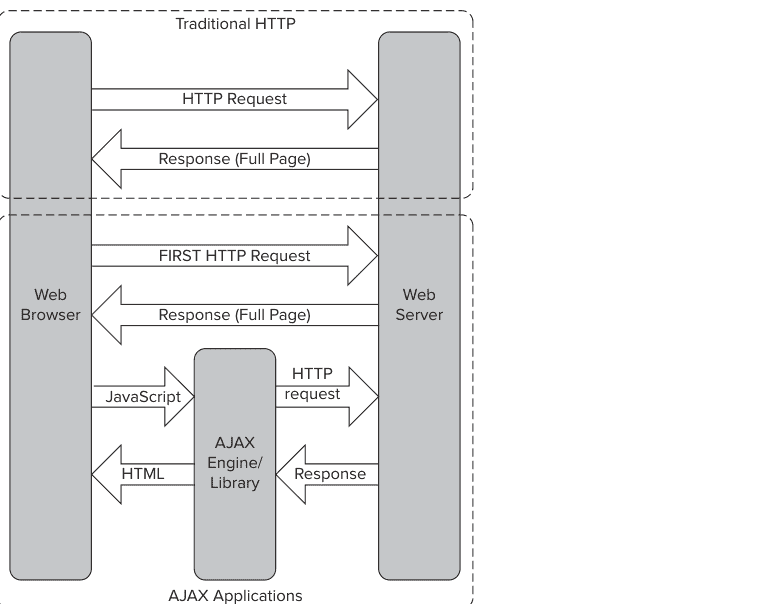 Traditional HTTP
HTTP Request
Response (Full Page)
FIRST HTTP Request
Web
Browser
Web
Server
Response (Full Page)
JavaScript
HTTP
request
AJAX
Engine/
Library
HTML
Response
AJAX Applications